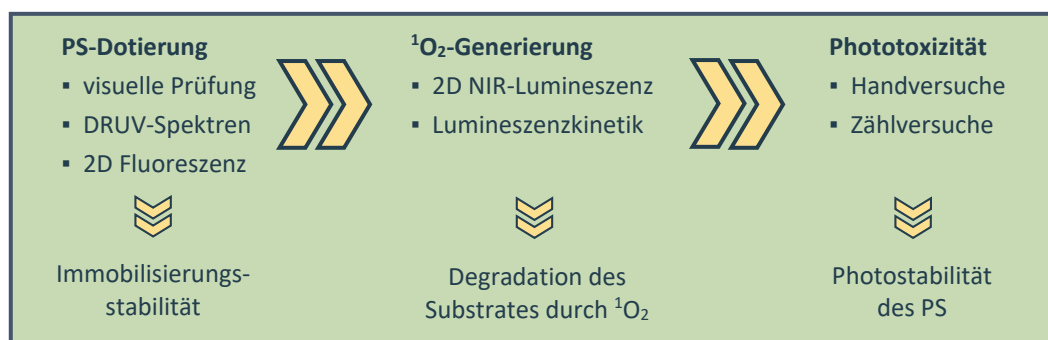 PS-Dotierung
▪ visuelle Prüfung
▪ DRUV-Spektren
▪ 2D Fluoreszenz
Immobilisierungs-
stabilität
¹O₂-Generierung
▪ 2D NIR-Lumineszenz
▪ Lumineszenzkinetik
Degradation des
Substrates durch ¹O₂
Phototoxizität
▪ Handversuche
▪ Zählversuche
Photostabilität
des PS